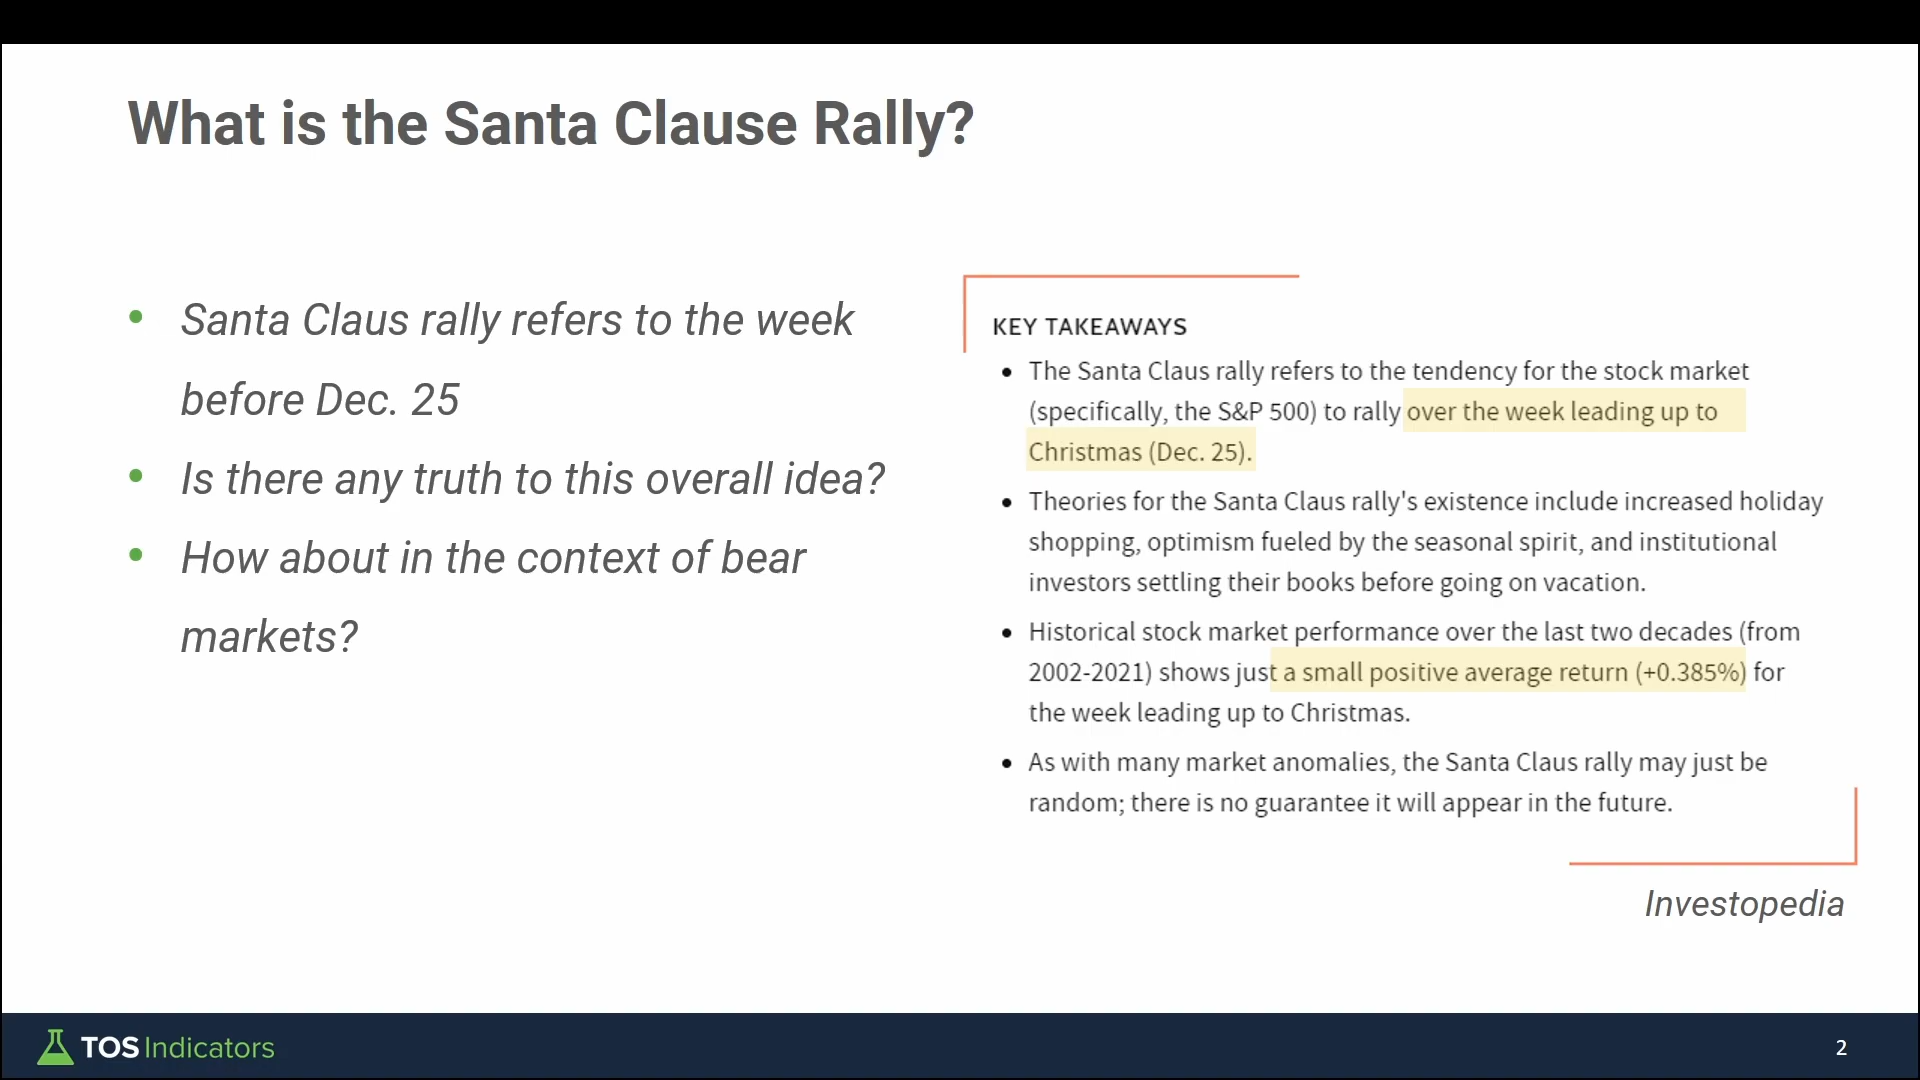 What is the Santa Clause Rally?
• Santa Claus rally refers to the week
before Dec. 25
• Is there any truth to this overall idea?
• How about in the context of bear
markets?
KEY TAKEAWAYS
• The Santa Claus rally refers to the tendency for the stock market
(specifically, the S&P 500) to rally over the week leading up to
Christmas (Dec. 25).
• Theories for the Santa Claus rally's existence include increased holiday
shopping, optimism fueled by the seasonal spirit, and institutional
investors settling their books before going on vacation.
• Historical stock market performance over the last two decades (from
2002-2021) shows just a small positive average return (+0.385%) for
the week leading up to Christmas.
• As with many market anomalies, the Santa Claus rally may just be
random; there is no guarantee it will appear in the future.
Investopedia
TOS Indicators
2